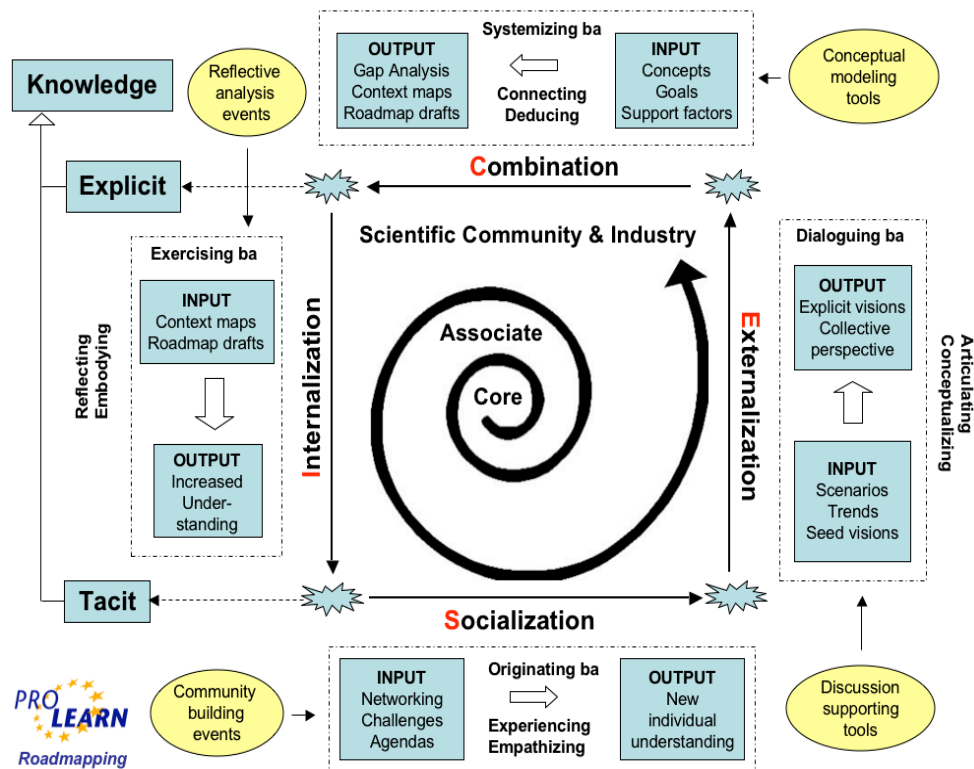 Knowledge
Reflective
analysis
events
Systemizing ba
OUTPUT
Gap Analysis
Context maps
Roadmap drafts
Connecting
Deducing
INPUT
Concepts
Goals
Support factors
Conceptual
modeling
tools
Explicit
Combination
Scientific Community & Industry
Exercising ba
INPUT
Context maps
Roadmap drafts
OUTPUT
Increased
Under-
standing
Reflecting
Embodying
Internalization
Associate
Core
Externalization
Dialoguing ba
OUTPUT
Explicit visions
Collective
perspective
INPUT
Scenarios
Trends
Seed visions
Articulating
Conceptualizing
Tacit
Socialization
PRO
LEARN
Roadmapping
Community
building
events
INPUT
Networking
Challenges
Agendas
Originating ba
Experiencing
Empathizing
OUTPUT
New
individual
understanding
Discussion
supporting
tools